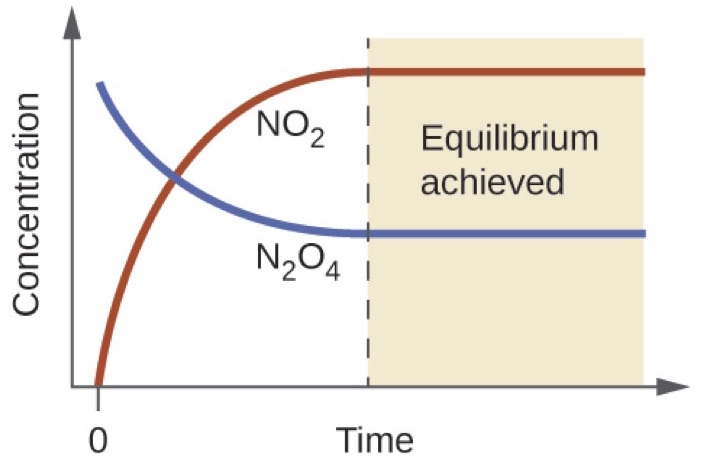 Concentration
NO₂
N₂O₄
Equilibrium
achieved
0
Time